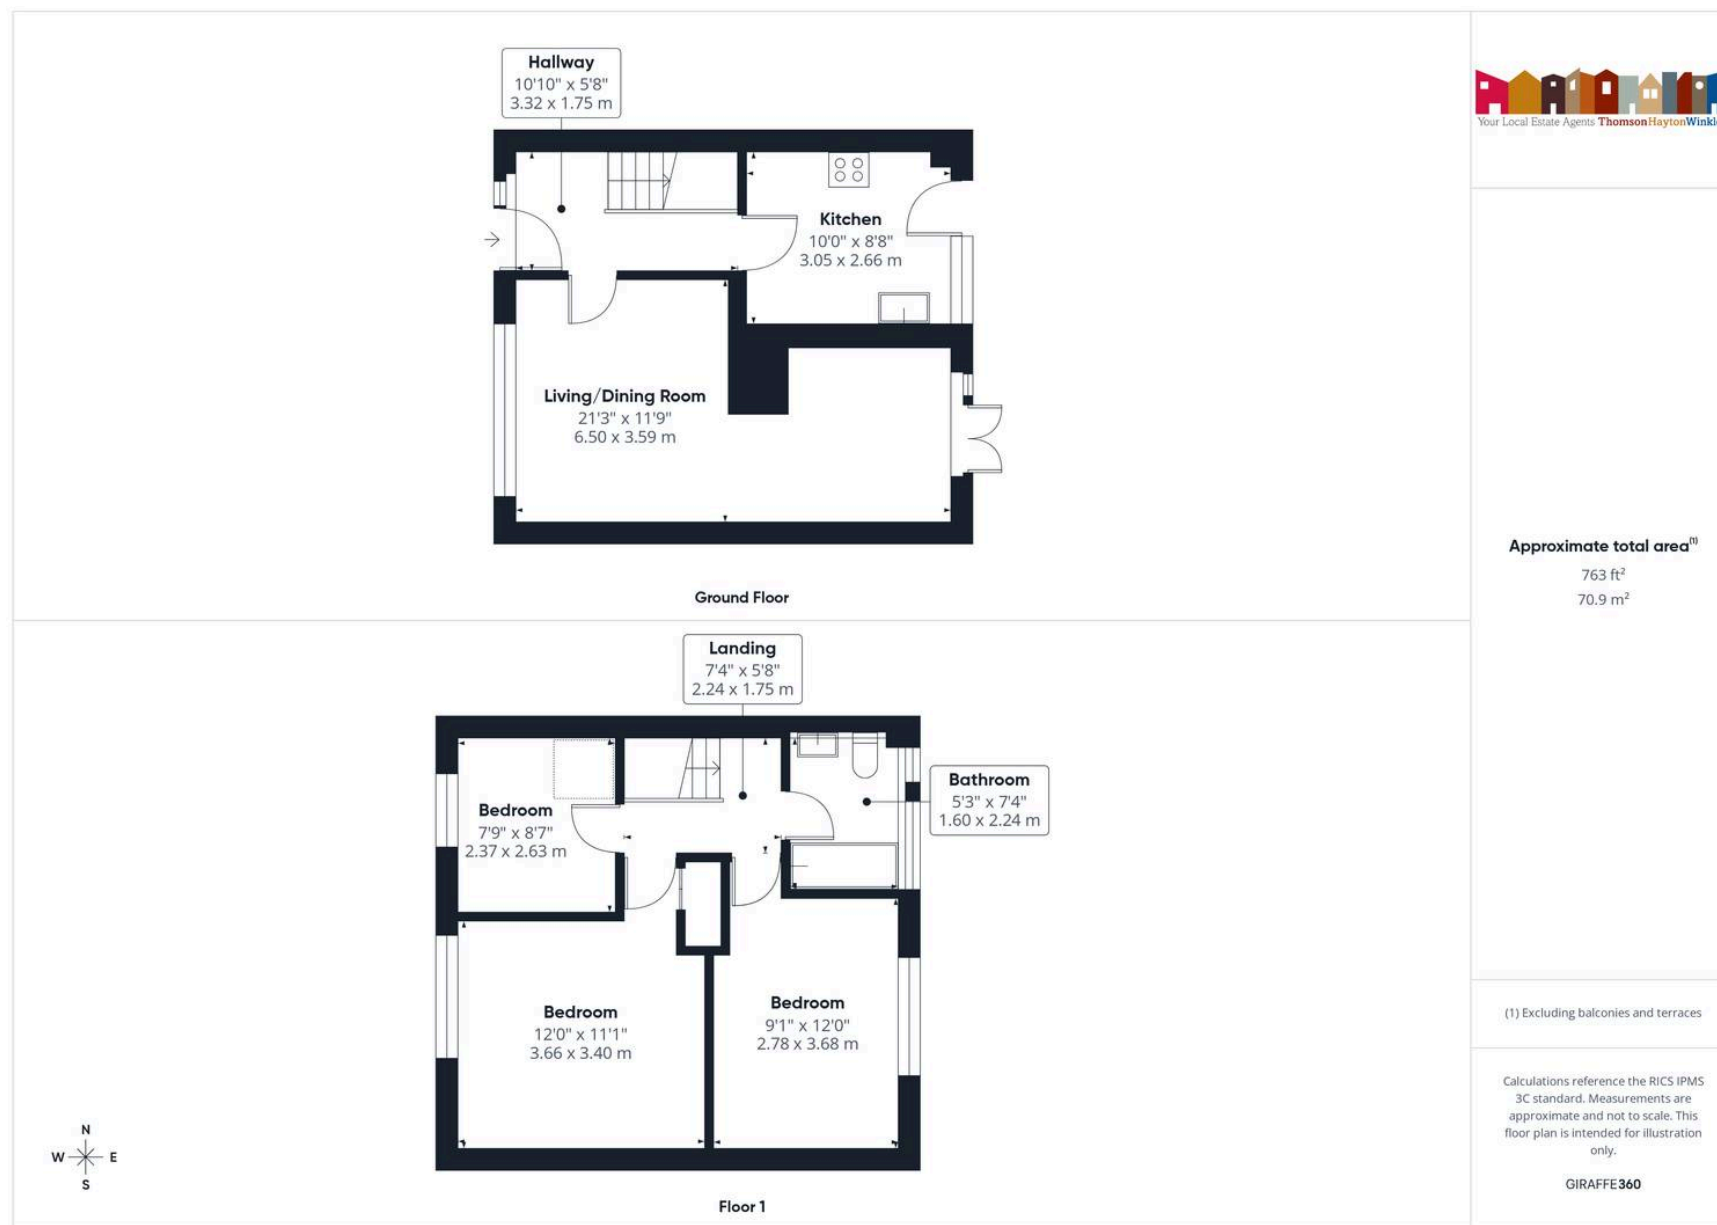 Hallway
10'10" x 5'8"
3.32 x 1.75 m
Kitchen
10'0" x 8'8"
3.05 x 2.66 m
Living/Dining Room
21'3" x 11'9"
6.50 x 3.59 m
Ground Floor
Landing
7'4" x 5'8"
2.24 x 1.75 m
Bathroom
5'3" x 7'4"
1.60 x 2.24 m
Bedroom
7'9" x 8'7"
2.37 x 2.63 m
Bedroom
12'0" x 11'1"
3.66 x 3.40 m
Bedroom
9'1" x 12'0"
2.78 x 3.68 m
N
W E
S
Floor 1
Your Local Estate Agents ThomsonHaytonWinkl
Approximate total area(1)
763 ft²
70.9 m²
(1) Excluding balconies and terraces
Calculations reference the RICS IPMS
3C standard. Measurements are
approximate and not to scale. This
floor plan is intended for illustration
only.
GIRAFFE360